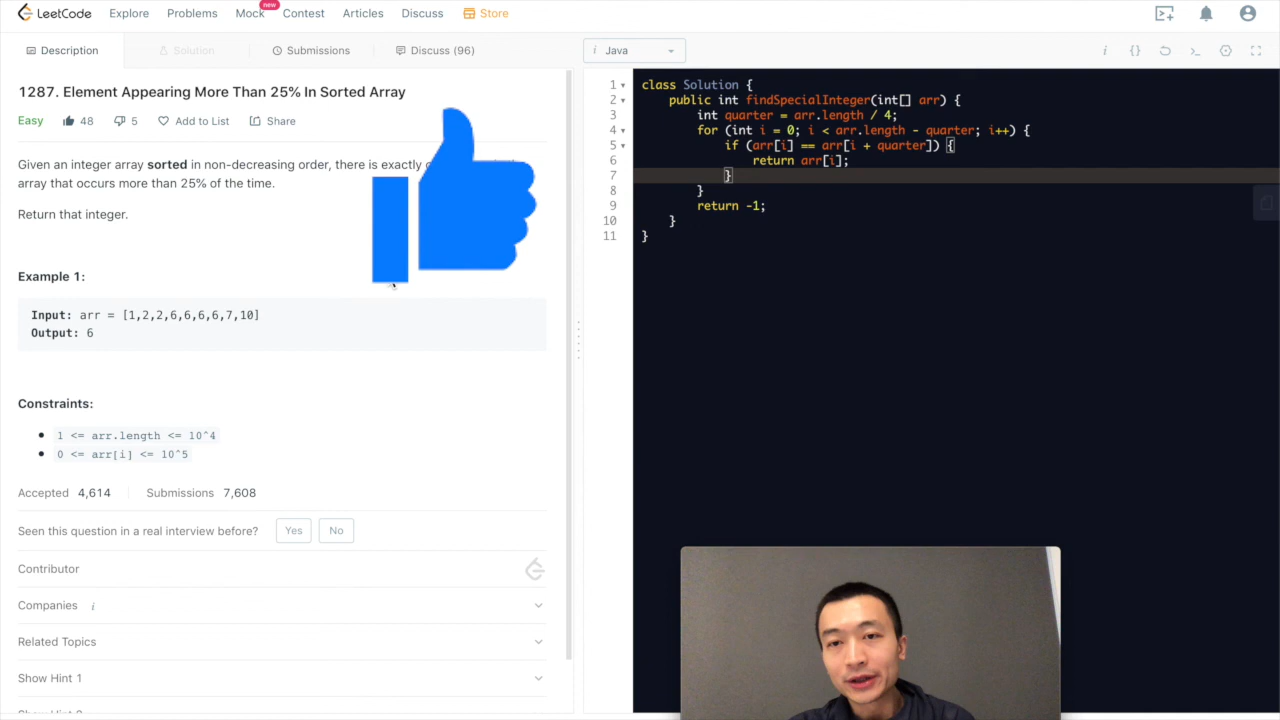 LeetCode Explore Problems Mock new Contest Articles Discuss Store
Description Solution Submissions Discuss (96)
i Java
1287. Element Appearing More Than 25% In Sorted Array
Easy 48 5 Add to List Share
Given an integer array sorted in non-decreasing order, there is exactly
array that occurs more than 25% of the time.
Return that integer.
Example 1:
Input: arr = [1,2,2,6,6,6,6,7,10]
Output: 6
Constraints:
1 <= arr.length <= 10^4
0 <= arr[i] <= 10^5
Accepted 4,614 Submissions 7,608
Seen this question in a real interview before? Yes No
Contributor
Companies i
Related Topics
Show Hint 1
1 class Solution {
2 public int findSpecialInteger(int[] arr) {
3 int quarter = arr.length / 4;
4 for (int i = 0; i < arr.length - quarter; i++) {
5 if (arr[i] == arr[i + quarter]) {
6 return arr[i];
7 }
8 }
9 return -1;
10 }
11 }